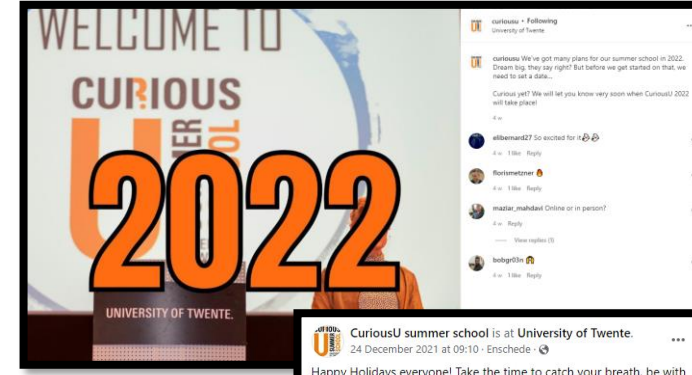 WELCOME TO
CURIOUS
U
SUMMER
SCHOOL
2022
UNIVERSITY OF TWENTE.
curiousu • Following
University of Twente
curiousu We've got many plans for our summer school in 2022.
Dream big, they say right? But before we get started on that, we
need to set a date...
Curious yet? We will let you know very soon when CuriousU 2022
will take place!
4 w
elibernard27 So excited for it
4 w 1 like Reply
florismetzner
4 w 1 like Reply
maziar_mahdavi Online or in person?
4 w Reply
View replies (1)
bobgr03n
4 w 1 like Reply
CuriousU summer school is at University of Twente.
24 December 2021 at 09:10 · Enschede ·
Happy Holidays everyone! Take the time to catch your breath, be with